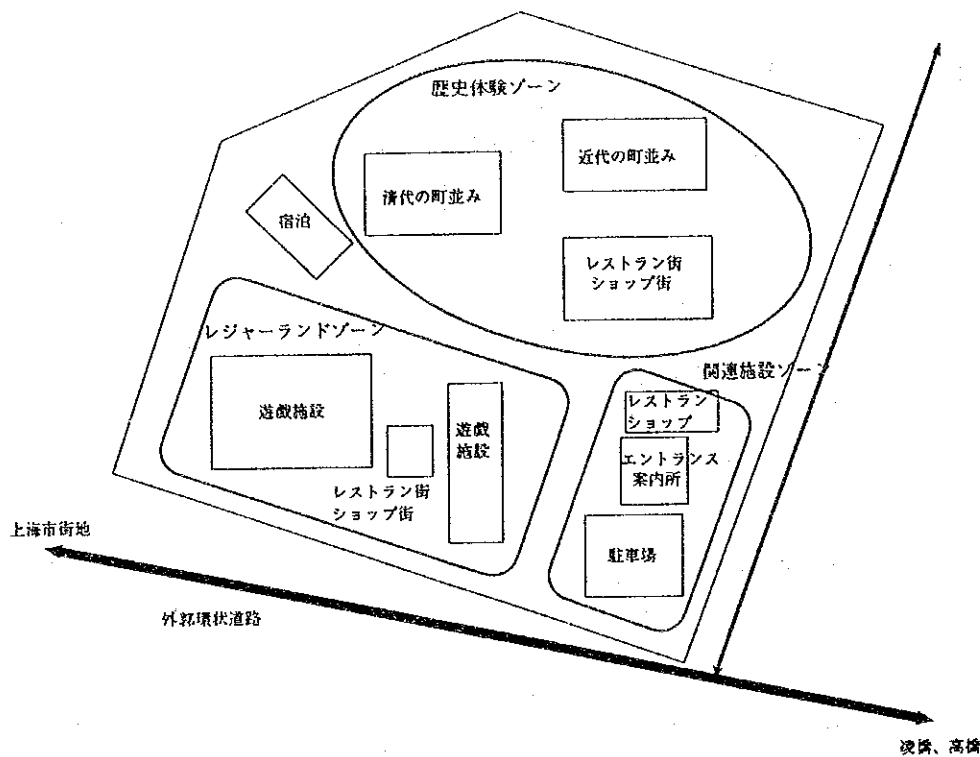 歴史体験ゾーン
近代の町並み
清代の町並み
宿泊
レストラン街
ショップ街
レジャーランドゾーン
関連施設ゾーン
遊戯施設
遊戯
施設
レストラン街
ショップ街
レストラン
ショップ
エントランス
案内所
駐車場
上海市街地
外郭環状道路
凌橋、高橋